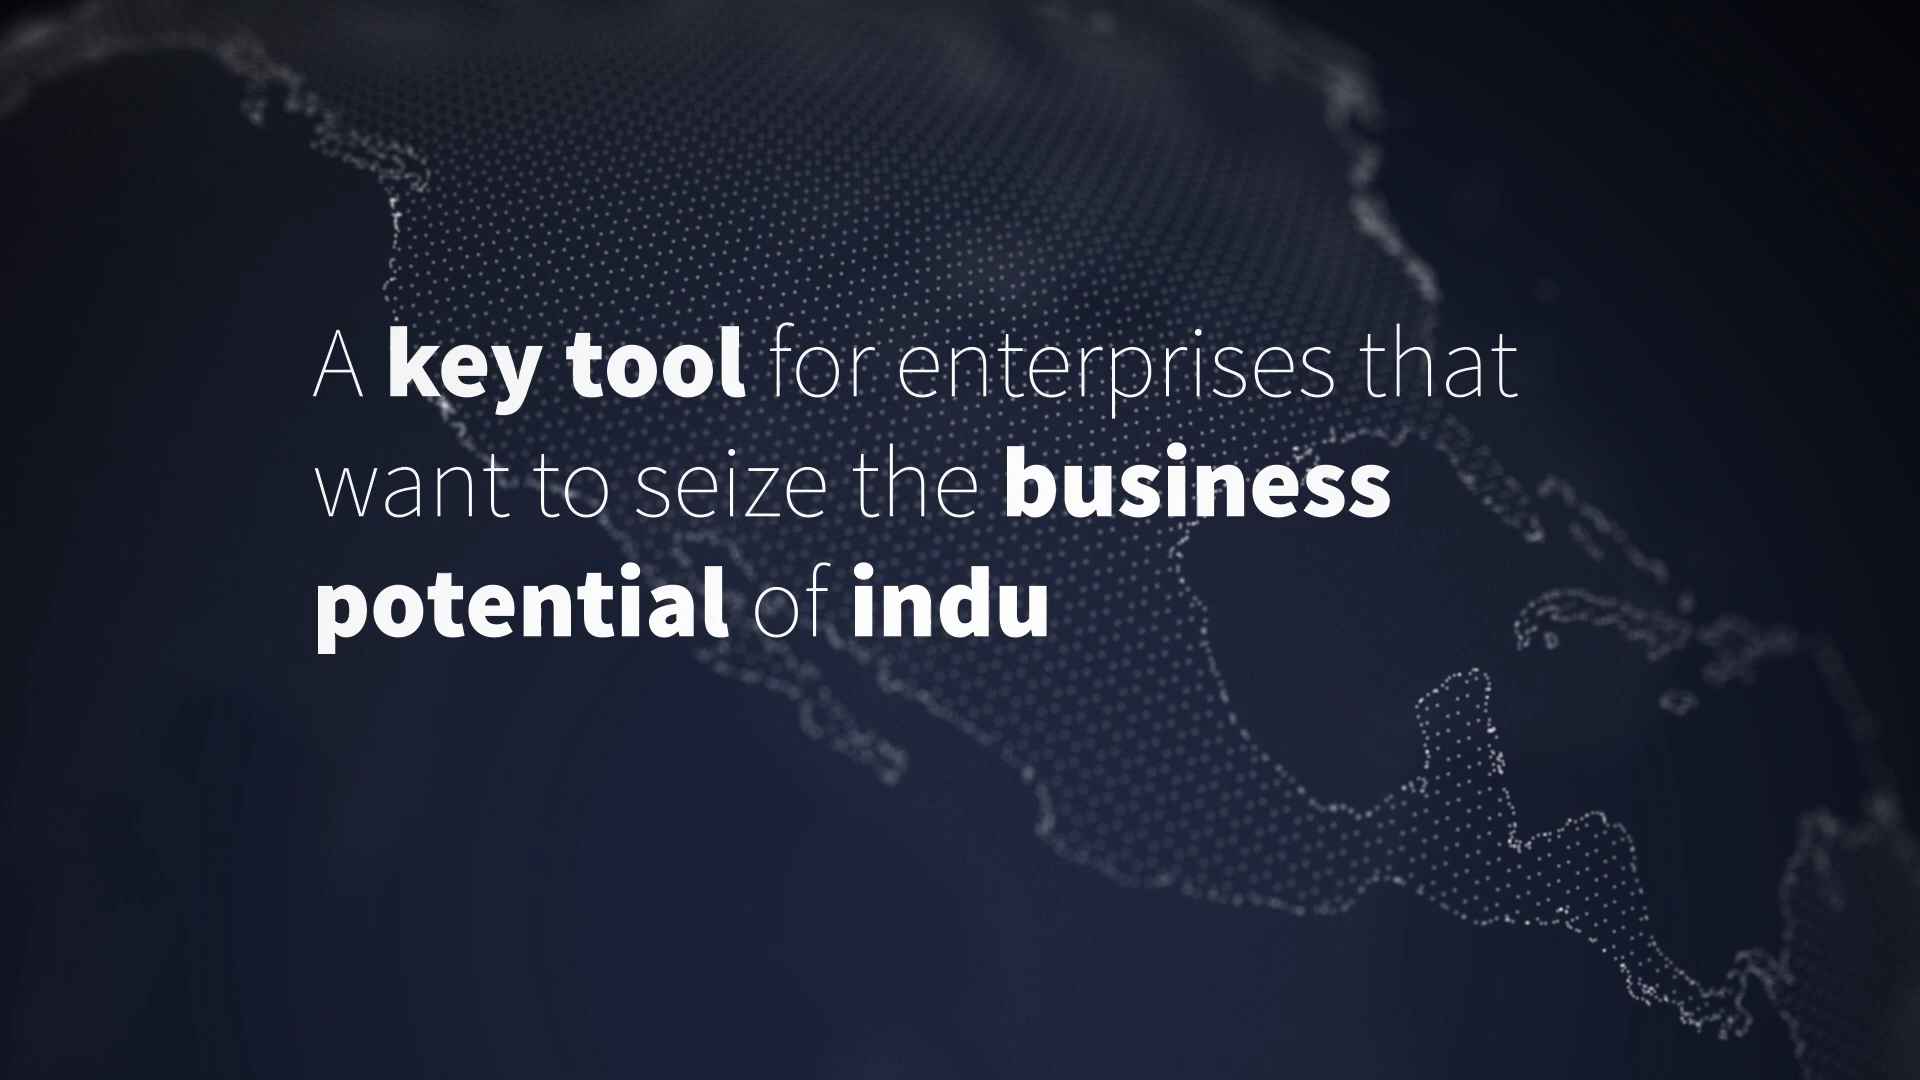 A key tool for enterprises that
want to seize the business
potential of indu